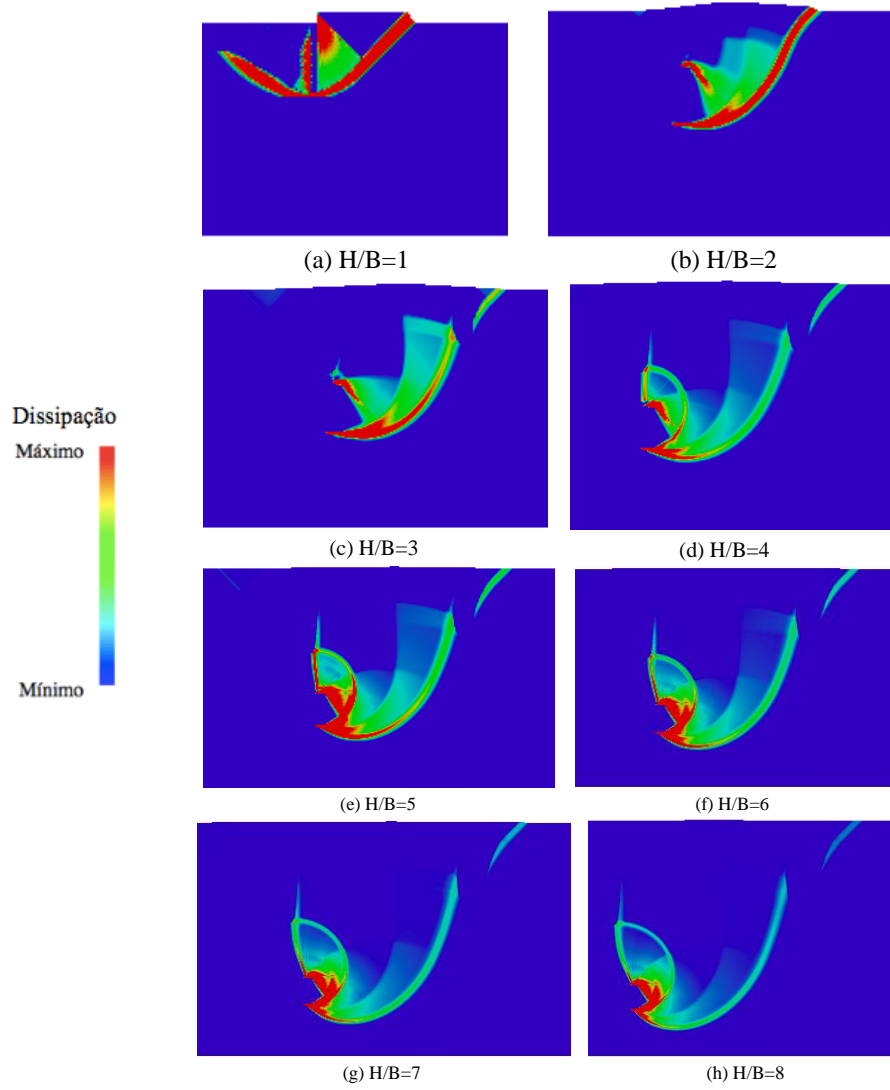 (a) H/B=1
(b) H/B=2
Dissipação
Máximo
Mínimo
(c) H/B=3
(d) H/B=4
(e) H/B=5
(f) H/B=6
(g) H/B=7
(h) H/B=8